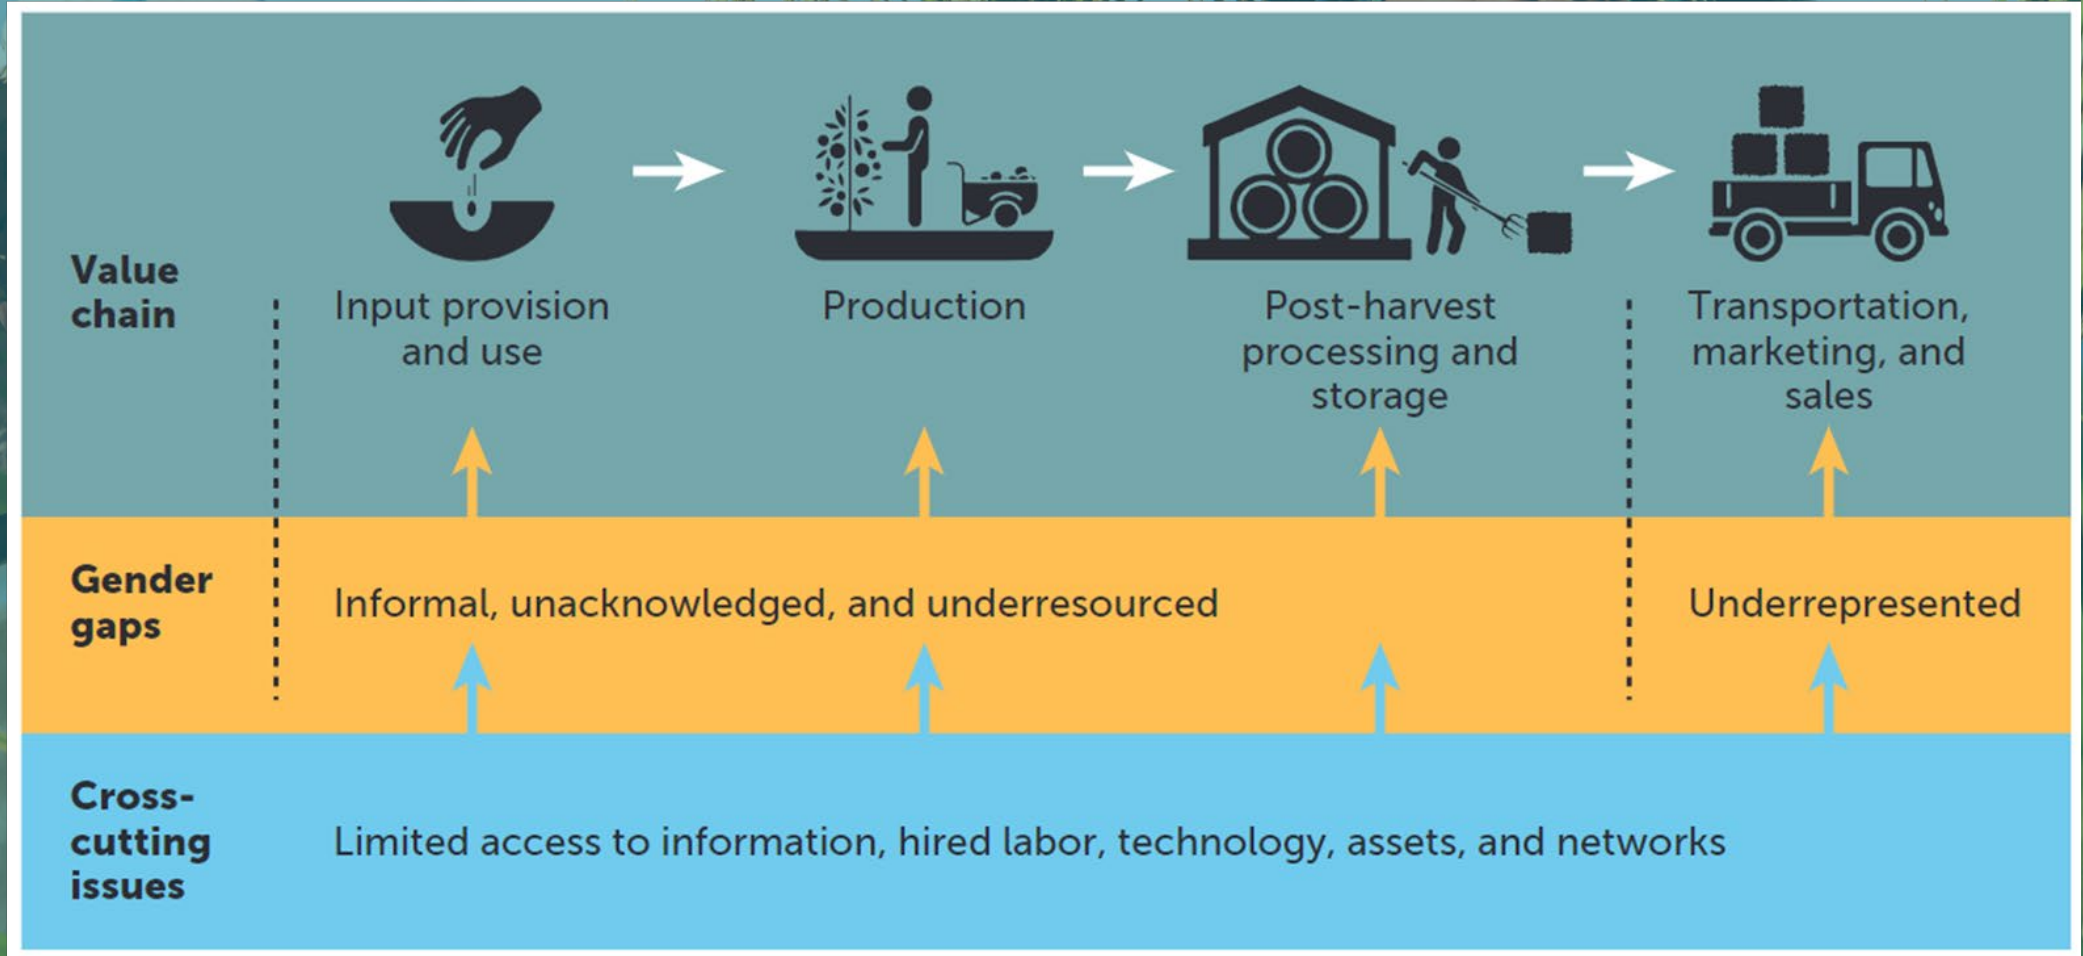 Value
chain
Input provision
and use
Production
Post-harvest
processing and
storage
Transportation,
marketing, and
sales
Gender
gaps
Informal, unacknowledged, and underresourced
Underrepresented
Cross-
cutting
issues
Limited access to information, hired labor, technology, assets, and networks